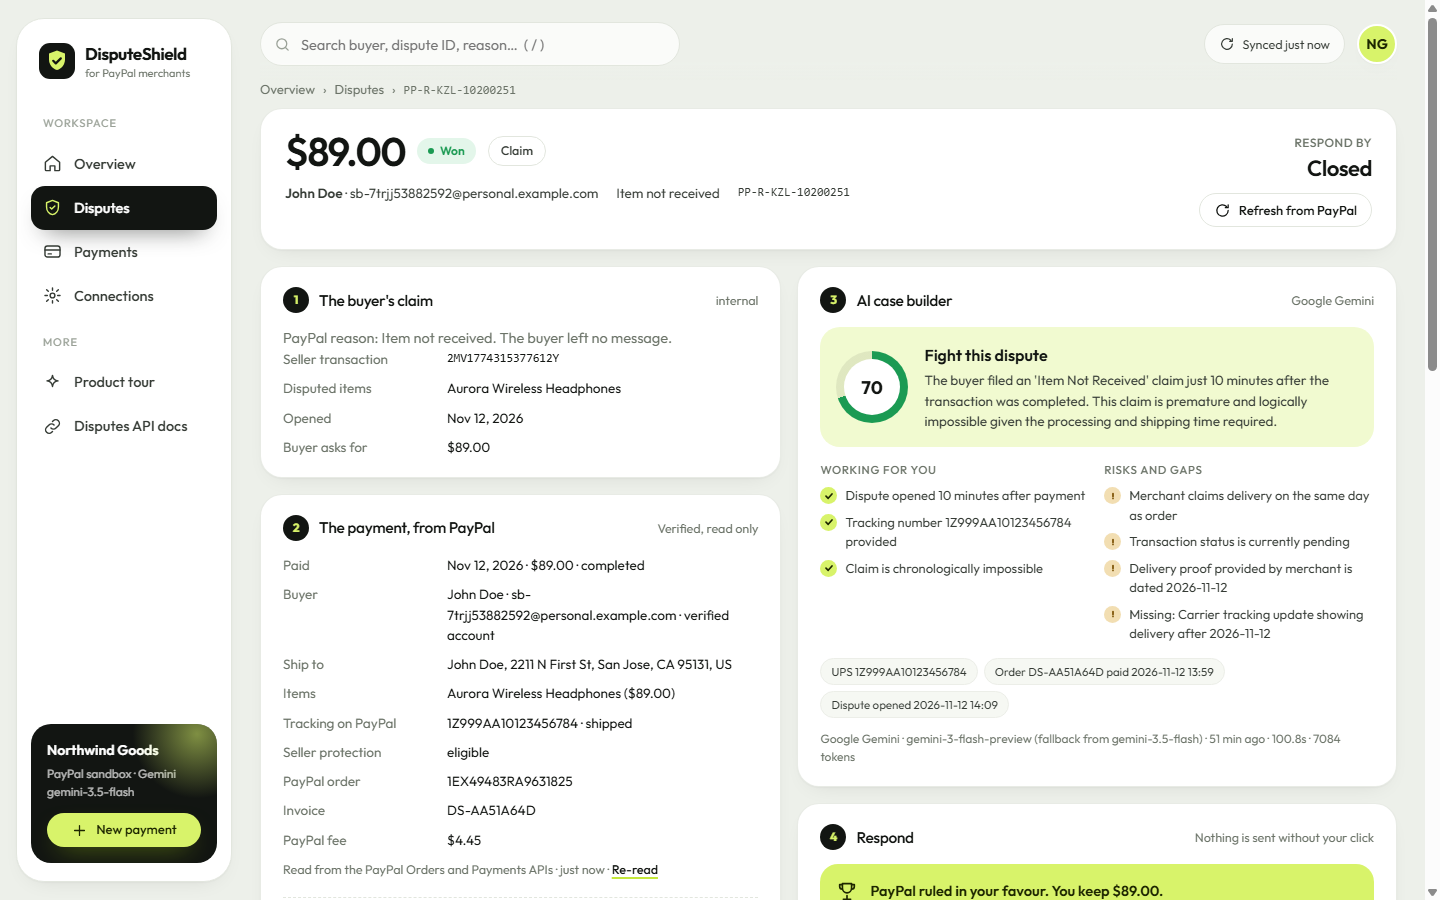 DisputeShield
for PayPal merchants
WORKSPACE
Overview
Disputes
Payments
Connections
MORE
Product tour
Disputes API docs
Northwind Goods
PayPal sandbox · Gemini
gemini-3.5-flash
New payment
Search buyer, dispute ID, reason… ( / )
Synced just now
NG
Overview › Disputes › PP-R-KZL-10200251
$89.00 Won Claim
John Doe · sb-7trjj53882592@personal.example.com Item not received PP-R-KZL-10200251
RESPOND BY
Closed
Refresh from PayPal
1 The buyer's claim internal
PayPal reason: Item not received. The buyer left no message.
Seller transaction 2MV1774315377612Y
Disputed items Aurora Wireless Headphones
Opened Nov 12, 2026
Buyer asks for $89.00
2 The payment, from PayPal Verified, read only
Paid Nov 12, 2026 · $89.00 · completed
Buyer John Doe · sb-
7trjj53882592@personal.example.com · verified
account
Ship to John Doe, 2211 N First St, San Jose, CA 95131, US
Items Aurora Wireless Headphones ($89.00)
Tracking on PayPal 1Z999AA10123456784 · shipped
Seller protection eligible
PayPal order 1EX49483RA9631825
Invoice DS-AA51A64D
PayPal fee $4.45
Read from the PayPal Orders and Payments APIs · just now · Re-read
3 AI case builder Google Gemini
70
Fight this dispute
The buyer filed an 'Item Not Received' claim just 10 minutes after the
transaction was completed. This claim is premature and logically
impossible given the processing and shipping time required.
WORKING FOR YOU
Dispute opened 10 minutes after payment
Tracking number 1Z999AA10123456784
provided
Claim is chronologically impossible
RISKS AND GAPS
Merchant claims delivery on the same day
as order
Transaction status is currently pending
Delivery proof provided by merchant is
dated 2026-11-12
Missing: Carrier tracking update showing
delivery after 2026-11-12
UPS 1Z999AA10123456784 Order DS-AA51A64D paid 2026-11-12 13:59
Dispute opened 2026-11-12 14:09
Google Gemini · gemini-3-flash-preview (fallback from gemini-3.5-flash) · 51 min ago · 100.8s · 7084
tokens
4 Respond Nothing is sent without your click
PayPal ruled in your favour. You keep $89.00.